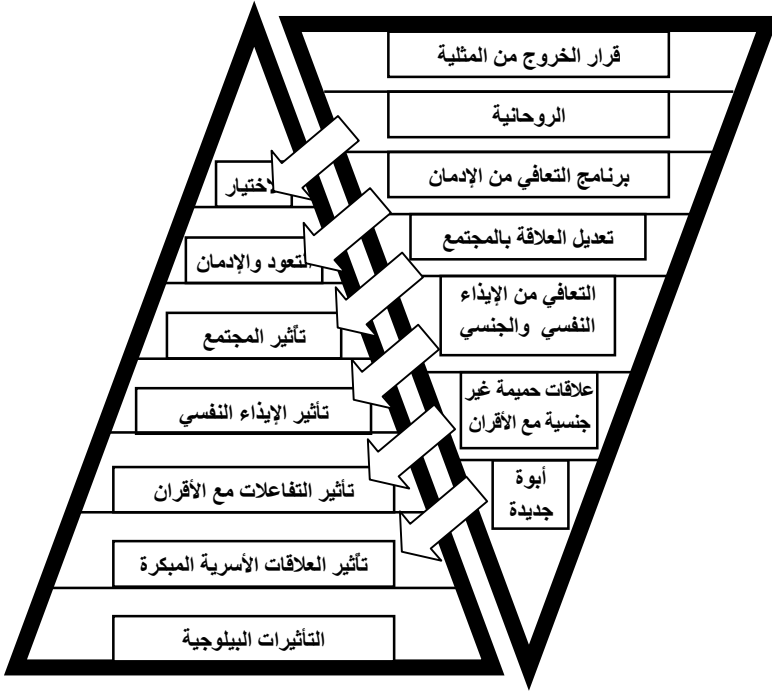 قرار الخروج من المثلية
الروحانية
برنامج التعافي من الإدمان
تعديل العلاقة بالمجتمع
التعافي من الإيذاء
النفسي والجنسي
علاقات حميمة غير
جنسية مع الأقران
أبوة
جديدة
لاختيار
التعود والإدمان
تأثير المجتمع
تأثير الإيذاء النفسي
تأثير التفاعلات مع الأقران
تأثير العلاقات الأسرية المبكرة
التأثيرات البيلوجية